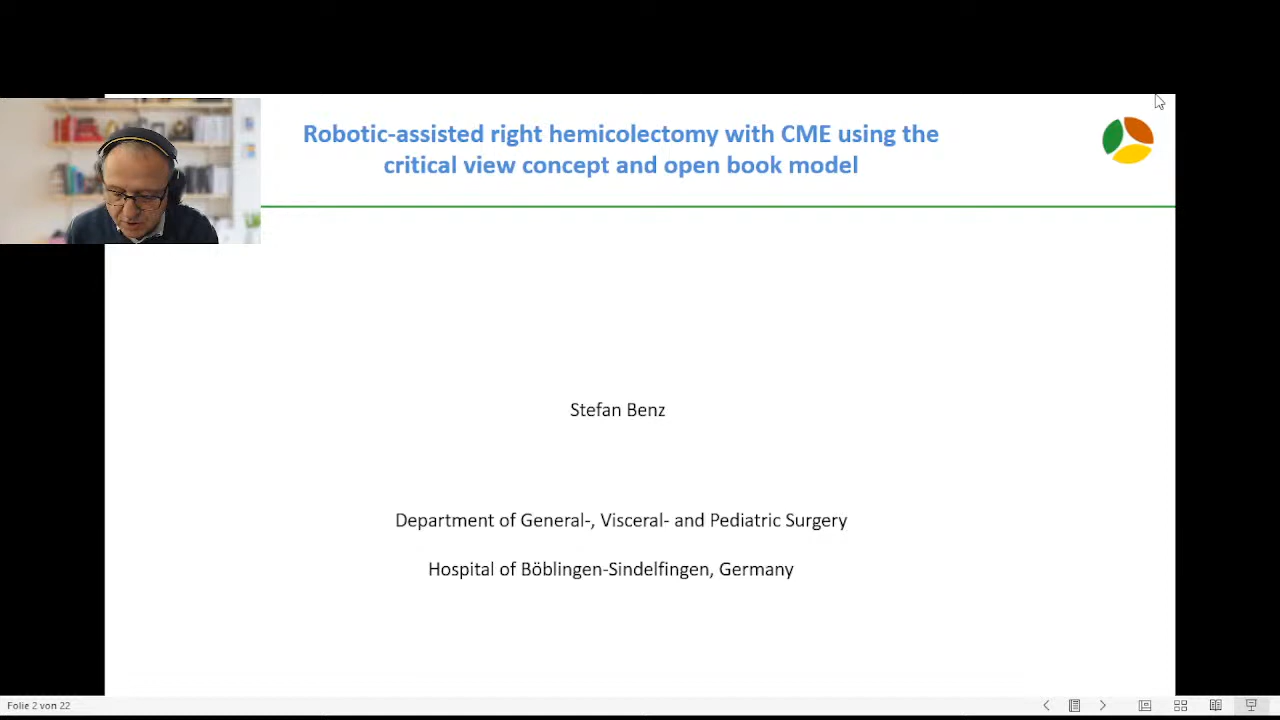 Robotic-assisted right hemicolectomy with CME using the
critical view concept and open book model
Stefan Benz
Department of General-, Visceral- and Pediatric Surgery
Hospital of Böblingen-Sindelfingen, Germany
Folie 2 von 22